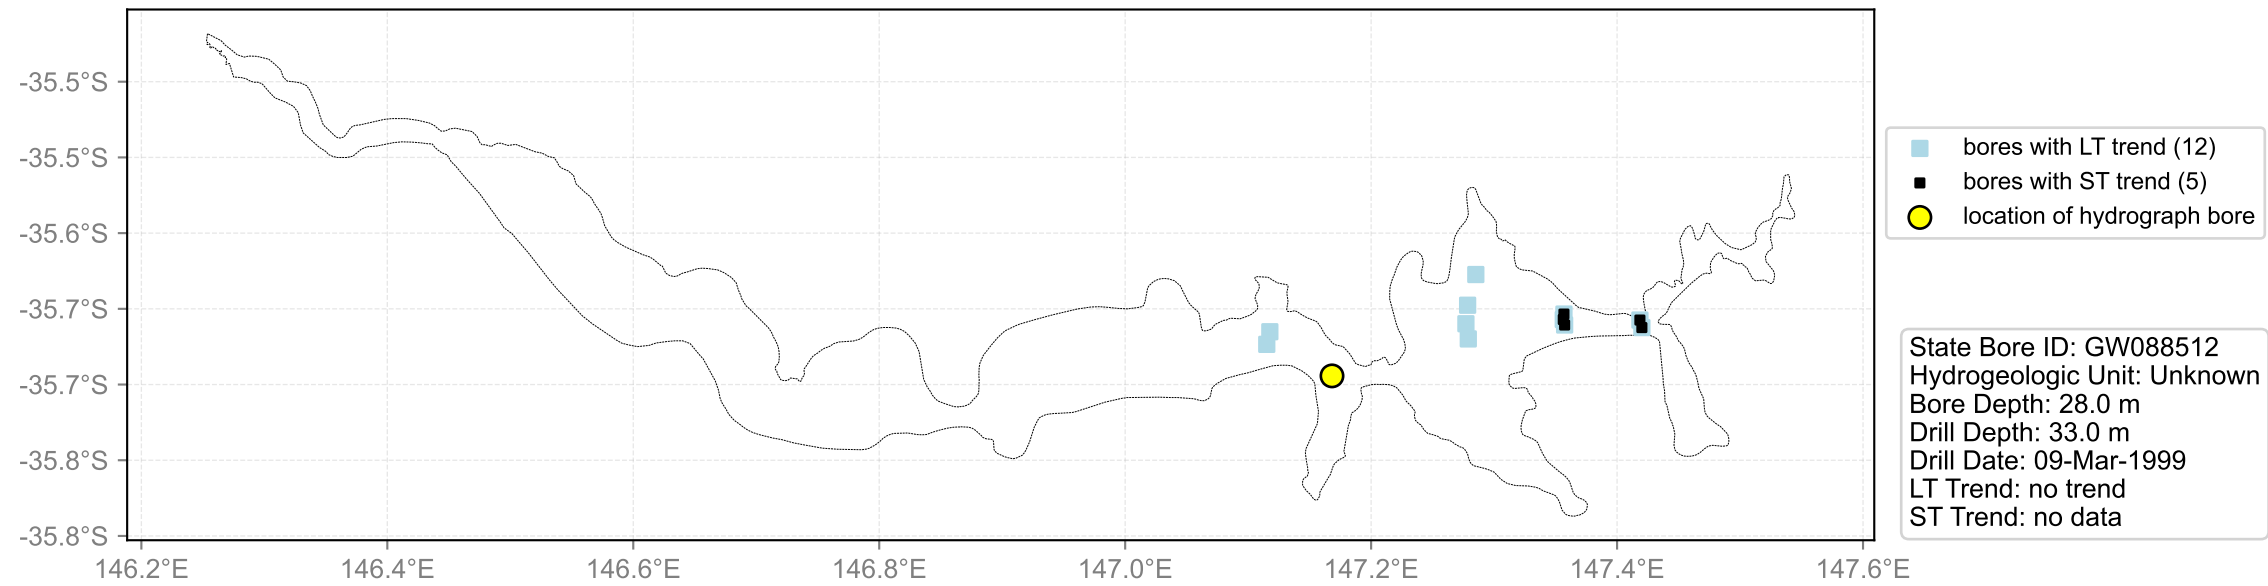 -35.5°S
-35.5°S
-35.6°S
-35.7°S
-35.7°S
-35.8°S
-35.8°S
146.2°E 146.4°E 146.6°E 146.8°E 147.0°E 147.2°E 147.4°E 147.6°E
bores with LT trend (12)
bores with ST trend (5)
location of hydrograph bore
State Bore ID: GW088512
Hydrogeologic Unit: Unknown
Bore Depth: 28.0 m
Drill Depth: 33.0 m
Drill Date: 09-Mar-1999
LT Trend: no trend
ST Trend: no data